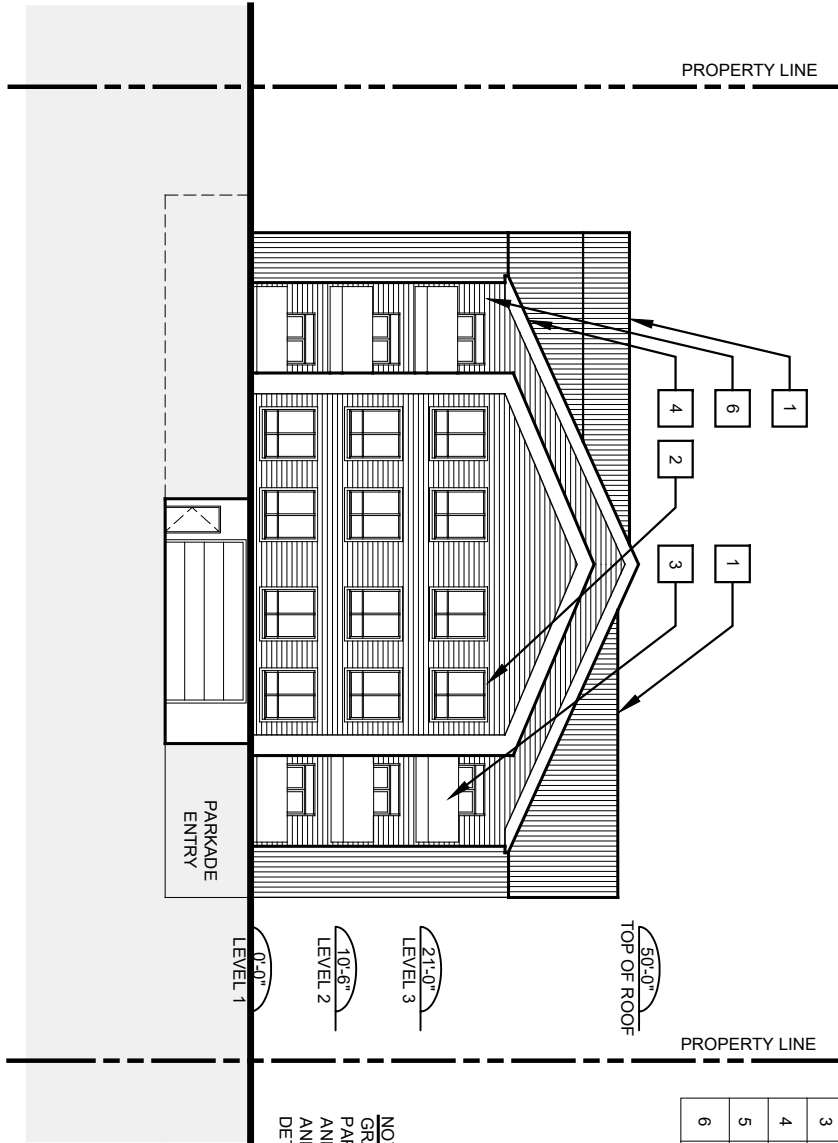 PROPERTY LINE
1
6
4
2
3
1
PARKADE
ENTRY
50'-0"
TOP OF ROOF
21'-0"
LEVEL 3
10'-6"
LEVEL 2
0'-0"
LEVEL 1
PROPERTY LINE
3
4
5
6